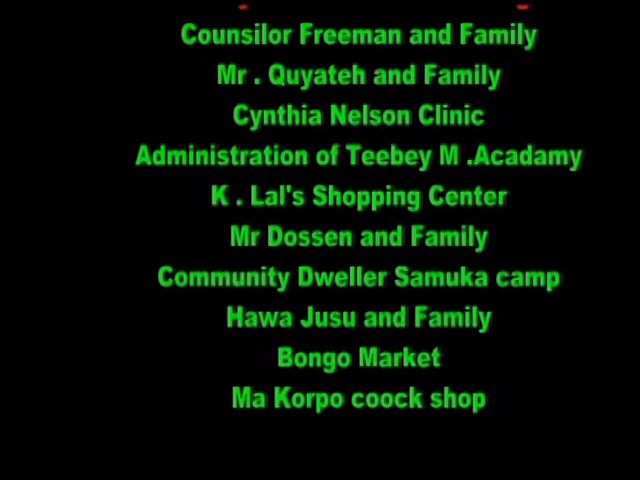 Counsilor Freeman and Family
Mr . Quyateh and Family
Cynthia Nelson Clinic
Administration of Teebey M .Acadamy
K . Lal's Shopping Center
Mr Dossen and Family
Community Dweller Samuka camp
Hawa Jusu and Family
Bongo Market
Ma Korpo coock shop